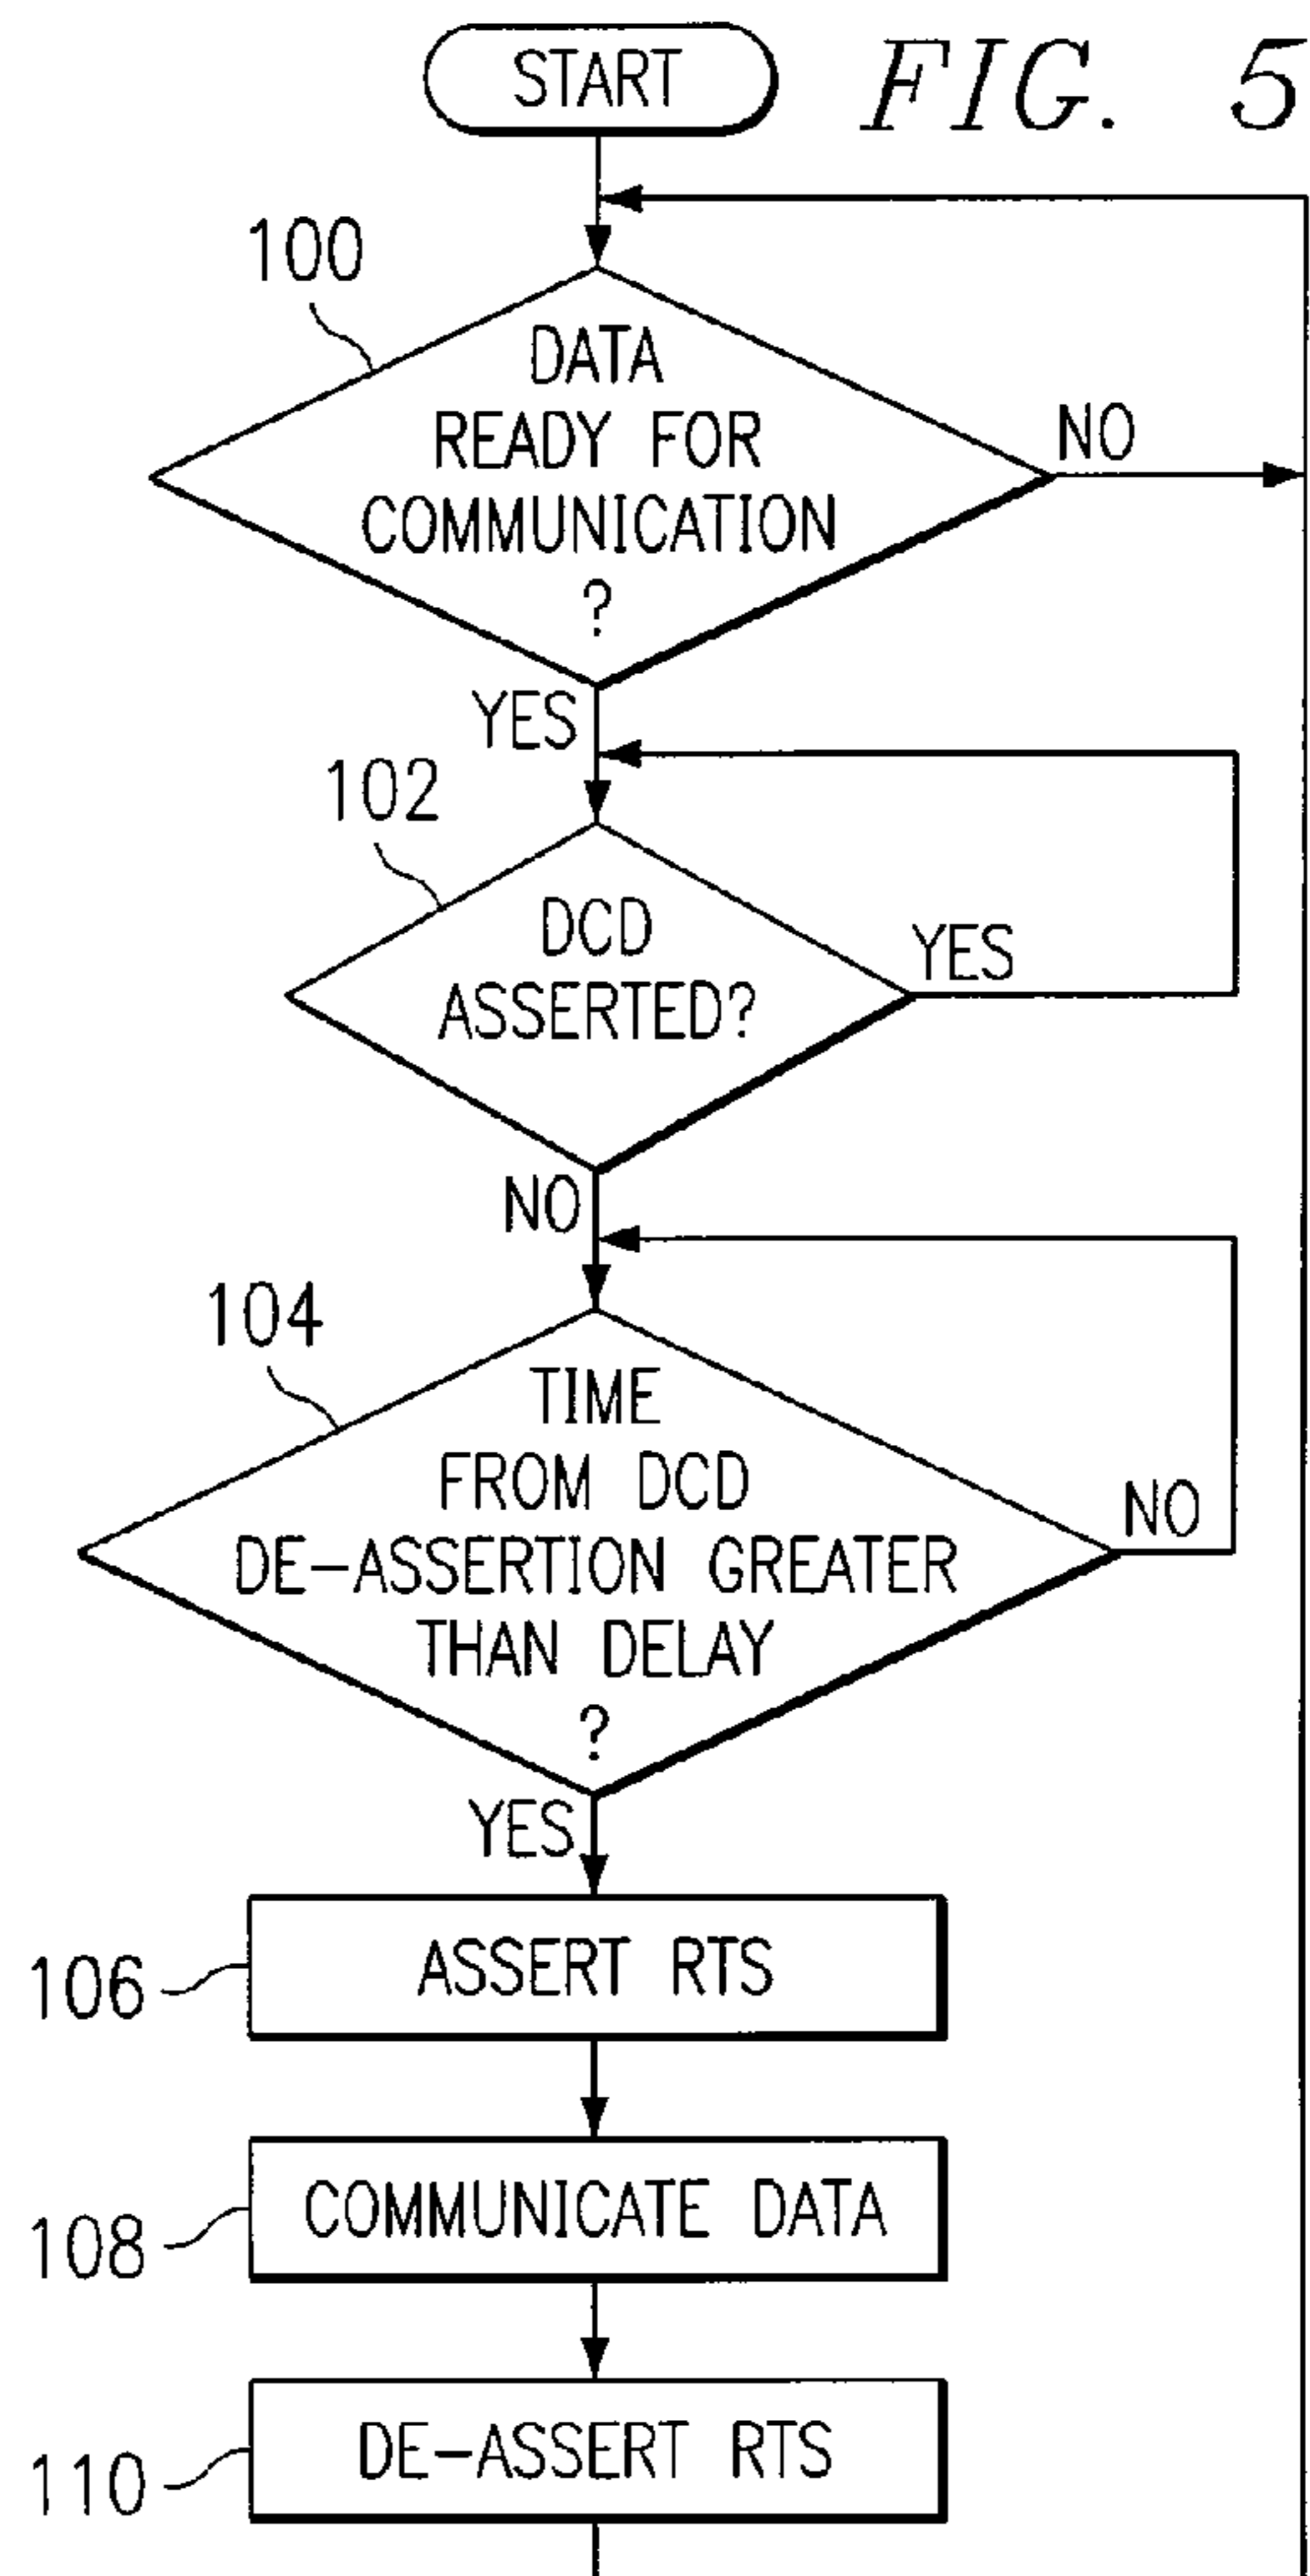 START
FIG. 5
100
DATA
READY FOR
COMMUNICATION
?
NO
YES
102
DCD
ASSERTED?
YES
NO
104
TIME
FROM DCD
DE-ASSERTION GREATER
THAN DELAY
?
NO
YES
106
ASSERT RTS
108
COMMUNICATE DATA
110
DE-ASSERT RTS